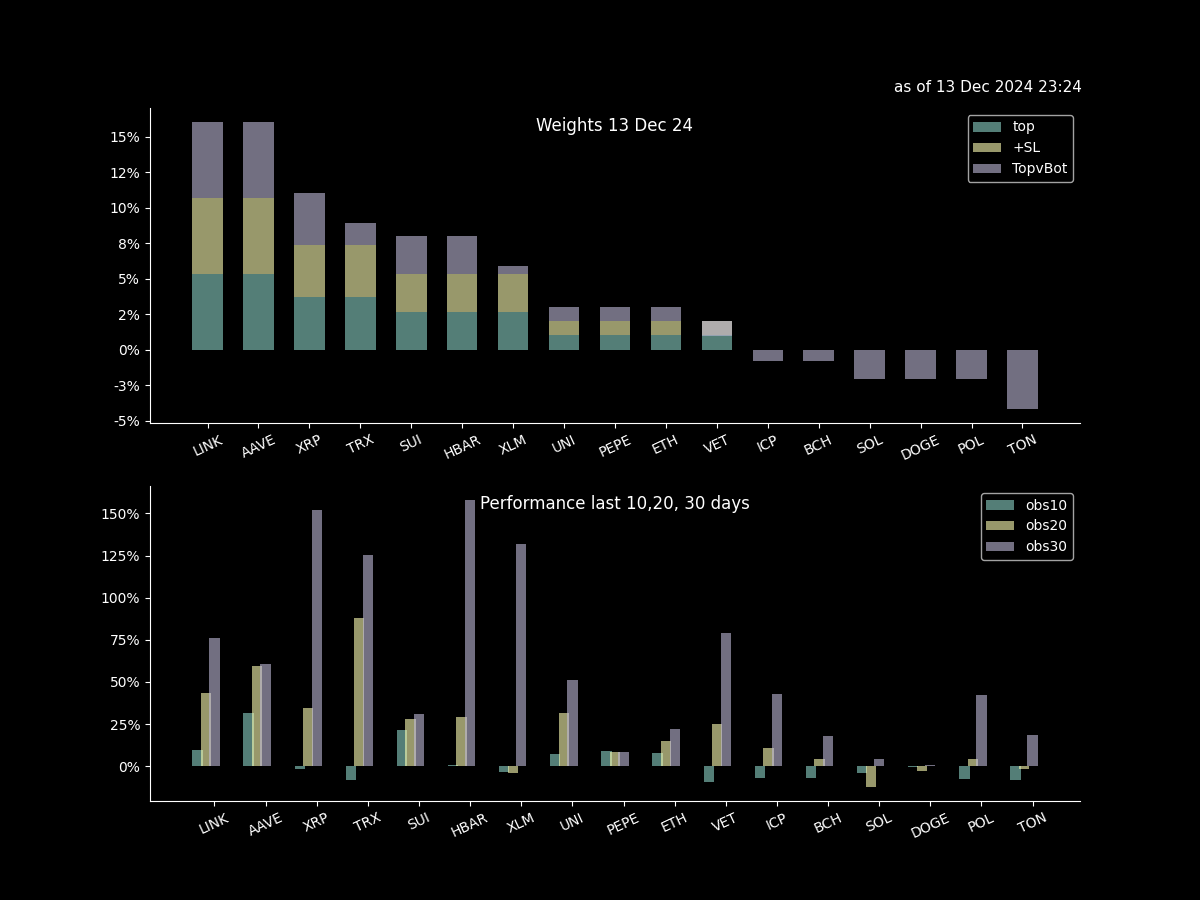 as of 13 Dec 2024 23:24
Weights 13 Dec 24
top
+SL
TopvBot
15%
12%
10%
8%
5%
2%
0%
-3%
-5%
LINK AAVE XRP TRX SUI HBAR XLM UNI PEPE ETH VET ICP BCH SOL DOGE POL TON
Performance last 10,20, 30 days
obs10
obs20
obs30
150%
125%
100%
75%
50%
25%
0%
LINK AAVE XRP TRX SUI HBAR XLM UNI PEPE ETH VET ICP BCH SOL DOGE POL TON